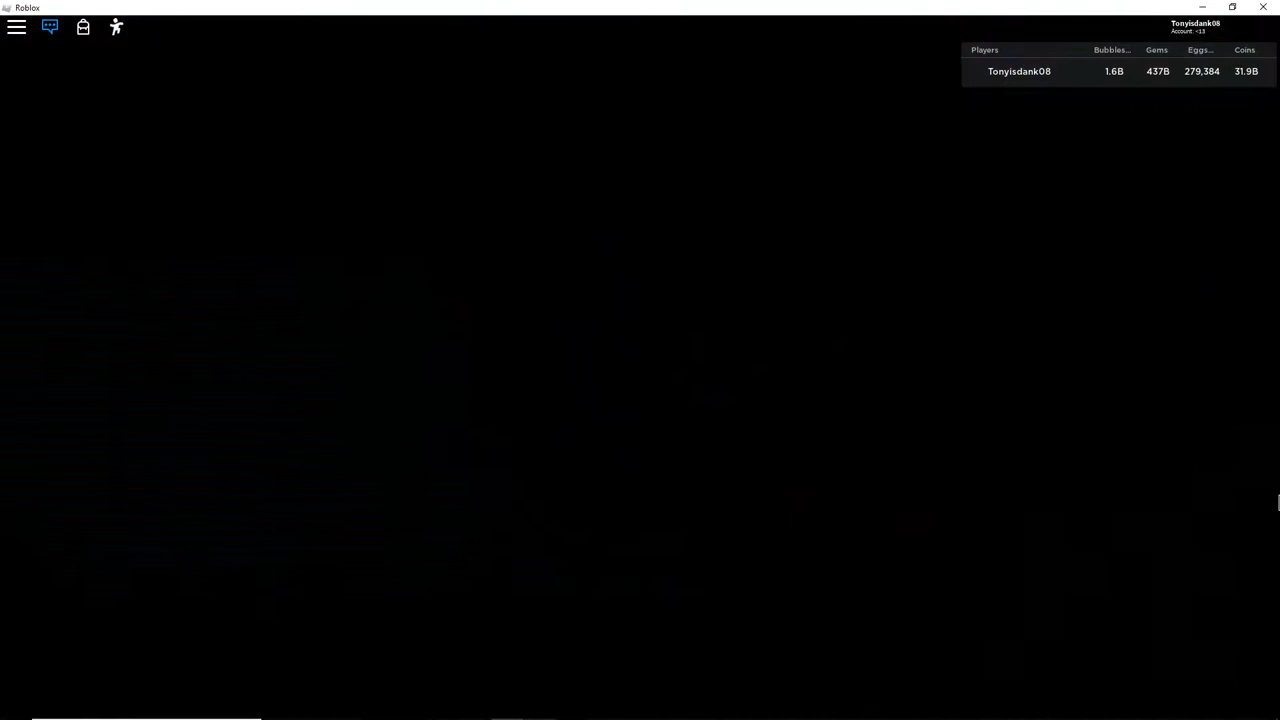 Roblox
Tonyisdank08
Account: <13
Players Bubbles... Gems Eggs... Coins
Tonyisdank08 1.6B 437B 279,384 31.9B